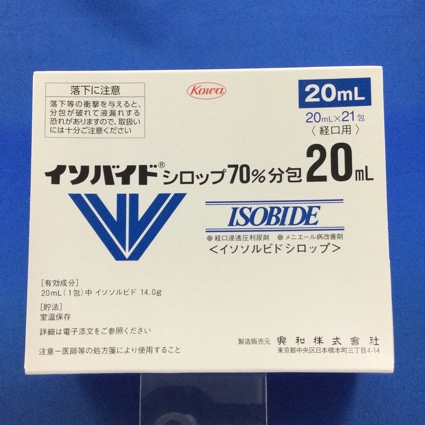 落下に注意
落下等の衝撃を与えると、
分包が破れて液漏れする
恐れがありますので、取扱い
には十分ご注意ください
Kowa
20mL
20mL×21包
〈経口用〉
イソバイド®シロップ70%分包20mL
ISOBIDE
経口浸透圧利尿剤 メニエール病改善剤
<イソソルビドシロップ>
[有効成分]
20mL(1包)中 イソソルビド 14.0g
[貯法]
室温保存
詳細は電子添文をご参照ください
注意-医師等の処方箋により使用すること
製造販売元 興和株式会社
東京都中央区日本橋本町三丁目4-14